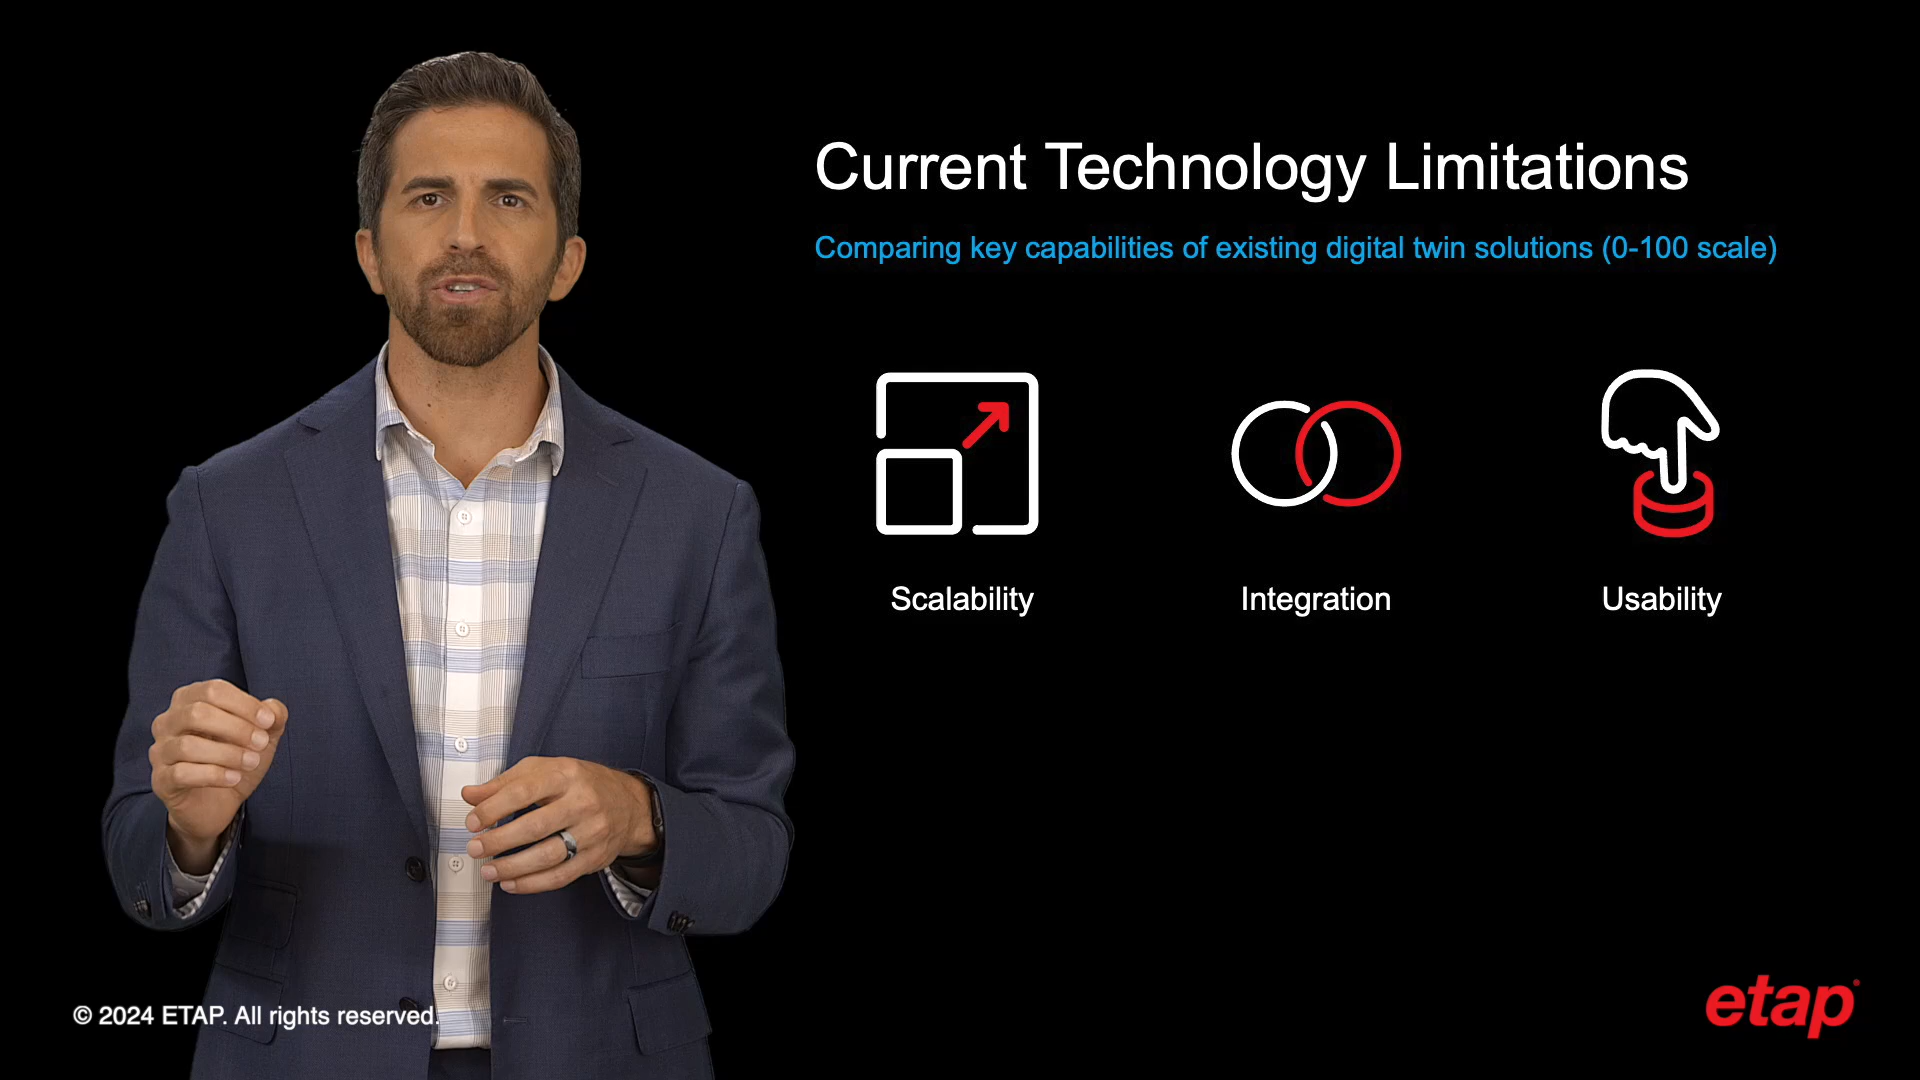 Current Technology Limitations
Comparing key capabilities of existing digital twin solutions (0-100 scale)
Scalability
Integration
Usability
© 2024 ETAP. All rights reserved.
etap